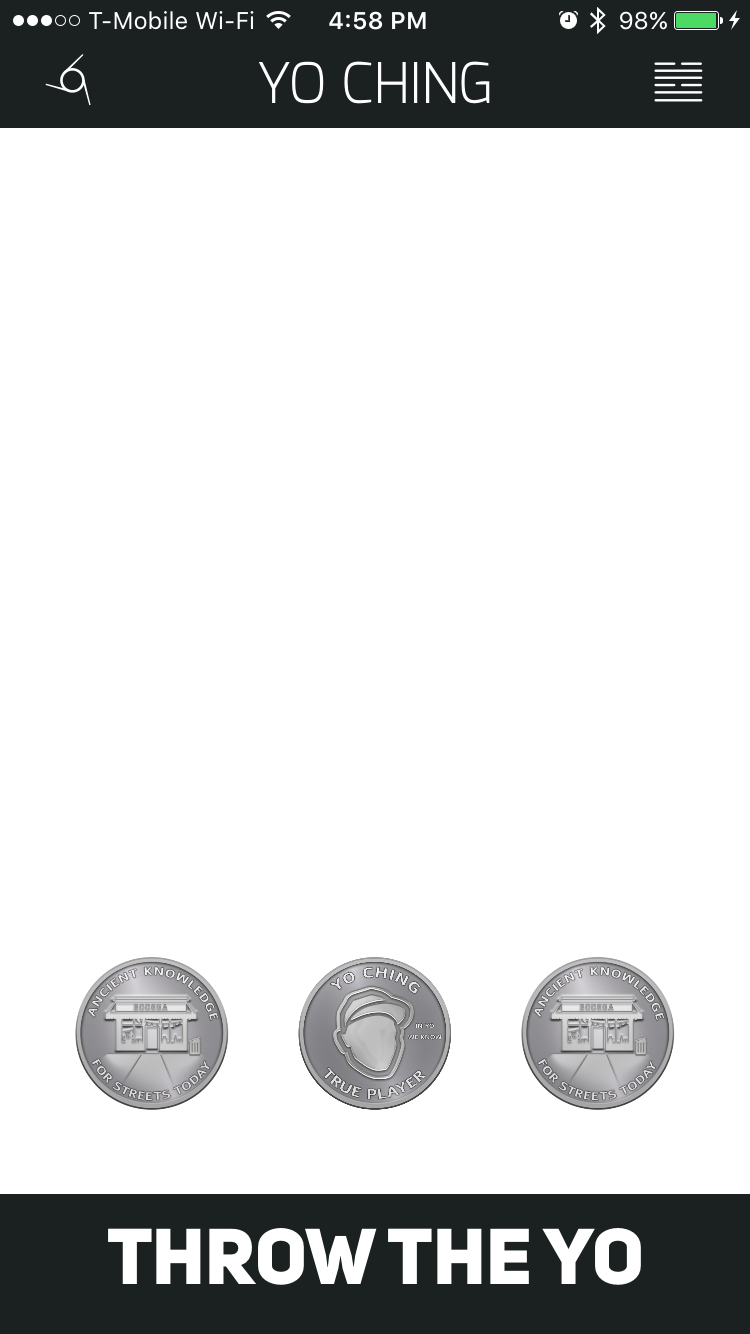 T-Mobile Wi-Fi 4:58 PM 98%
YO CHING
ANCIENT KNOWLEDGE
BODEGA
FOR STREETS TODAY
YO CHING
IN YO
WE KNOW
TRUE PLAYER
ANCIENT KNOWLEDGE
BODEGA
FOR STREETS TODAY
THROW THE YO